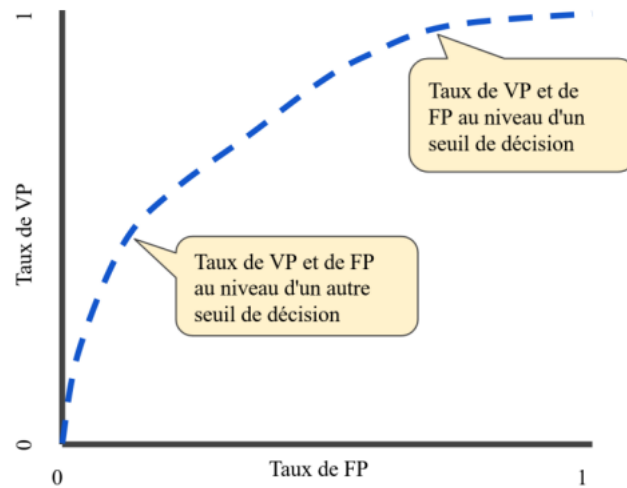 1
Taux de VP et de
FP au niveau d'un
seuil de décision
Taux de VP
Taux de VP et de FP
au niveau d'un autre
seuil de décision
0
0
Taux de FP
1